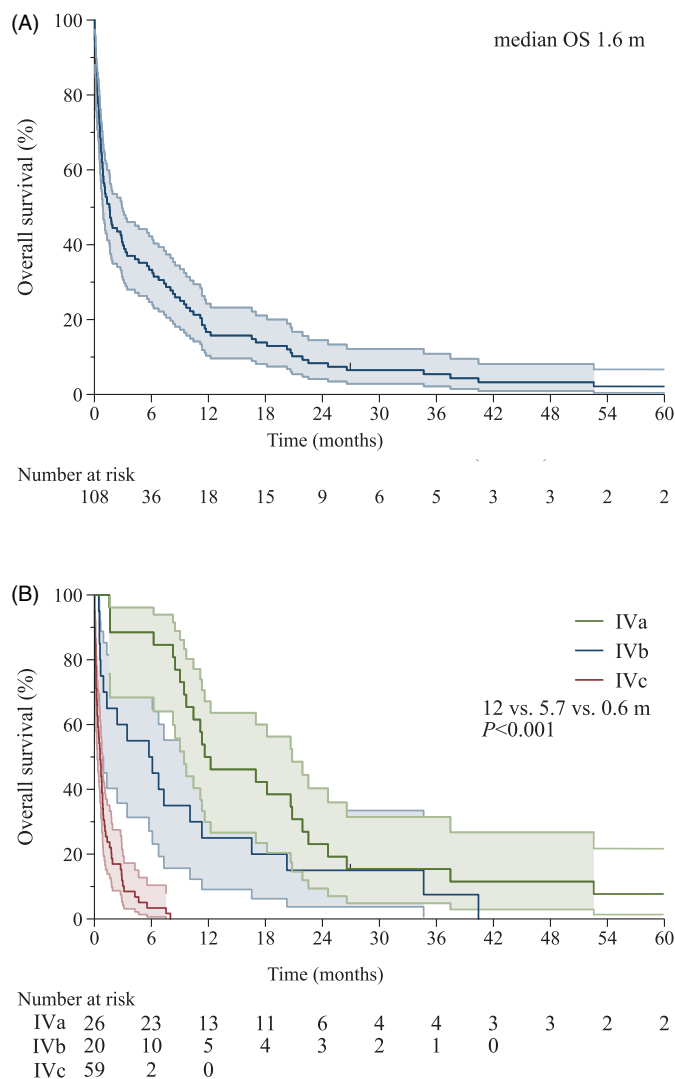 (A)
median OS 1.6 m
Overall survival (%)
100
80
60
40
20
0
0 6 12 18 24 30 36 42 48 54 60
Time (months)
Number at risk
108 36 18 15 9 6 5 3 3 2 2
(B)
Overall survival (%)
100
80
60
40
20
0
IVa
IVb
IVc
12 vs. 5.7 vs. 0.6 m
P<0.001
0 6 12 18 24 30 36 42 48 54 60
Time (months)
Number at risk
IVa 26 23 13 11 6 4 4 3 3 2 2
IVb 20 10 5 4 3 2 1 0
IVc 59 2 0